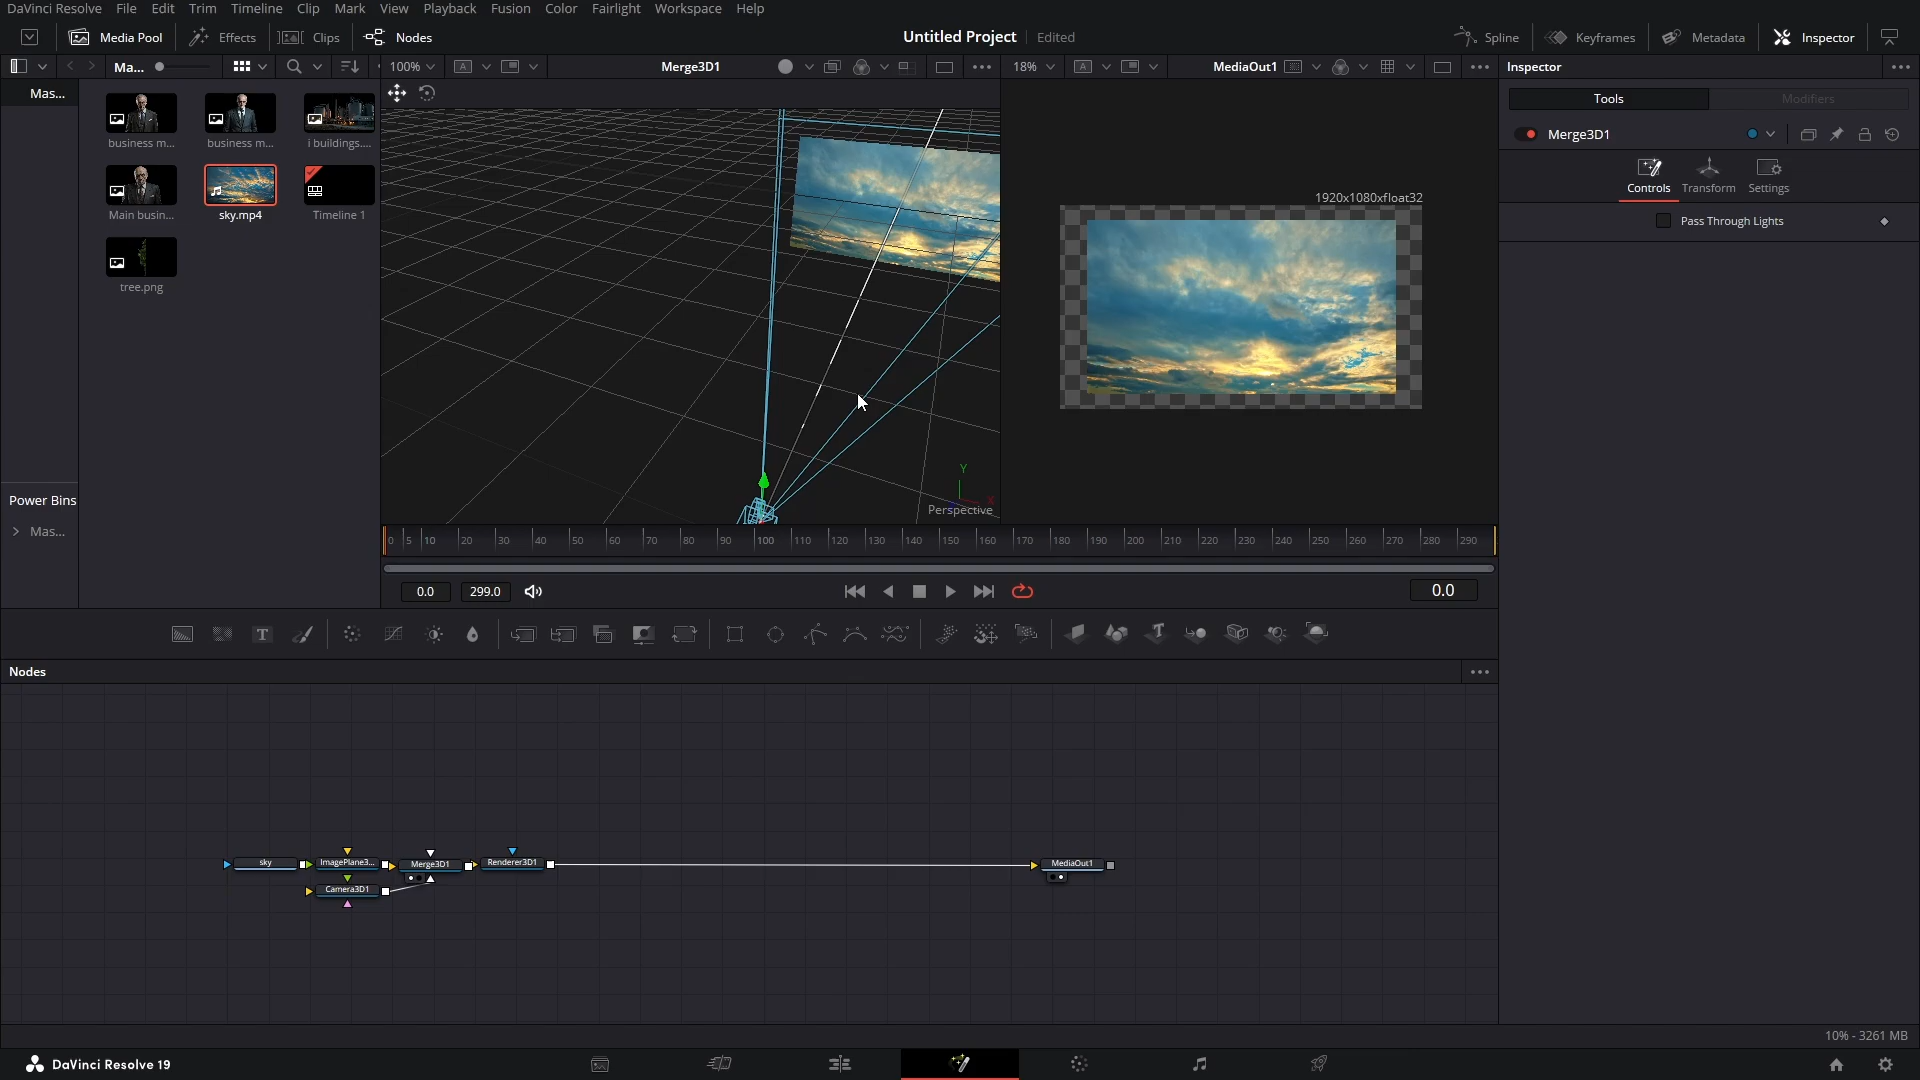 DaVinci Resolve File Edit Trim Timeline Clip Mark View Playback Fusion Color Fairlight Workspace Help
Media Pool Effects Clips Nodes Untitled Project Edited Spline Keyframes Metadata Inspector
Ma... 100% A Merge3D1 18% A MediaOut1 Inspector
Mas...
Tools Modifiers
Merge3D1
business m... business m... i buildings....
Controls Transform Settings
Main busin... sky.mp4 Timeline 1
1920x1080xfloat32
Pass Through Lights
tree.png
Y
X
Perspective
Power Bins
Mas...
0 5 10 20 30 40 50 60 70 80 90 100 110 120 130 140 150 160 170 180 190 200 210 220 230 240 250 260 270 280 290
0.0 299.0 0.0
T T
Nodes
sky ImagePlane3... Merge3D1 Renderer3D1 MediaOut1
Camera3D1
10% - 3261 MB
DaVinci Resolve 19